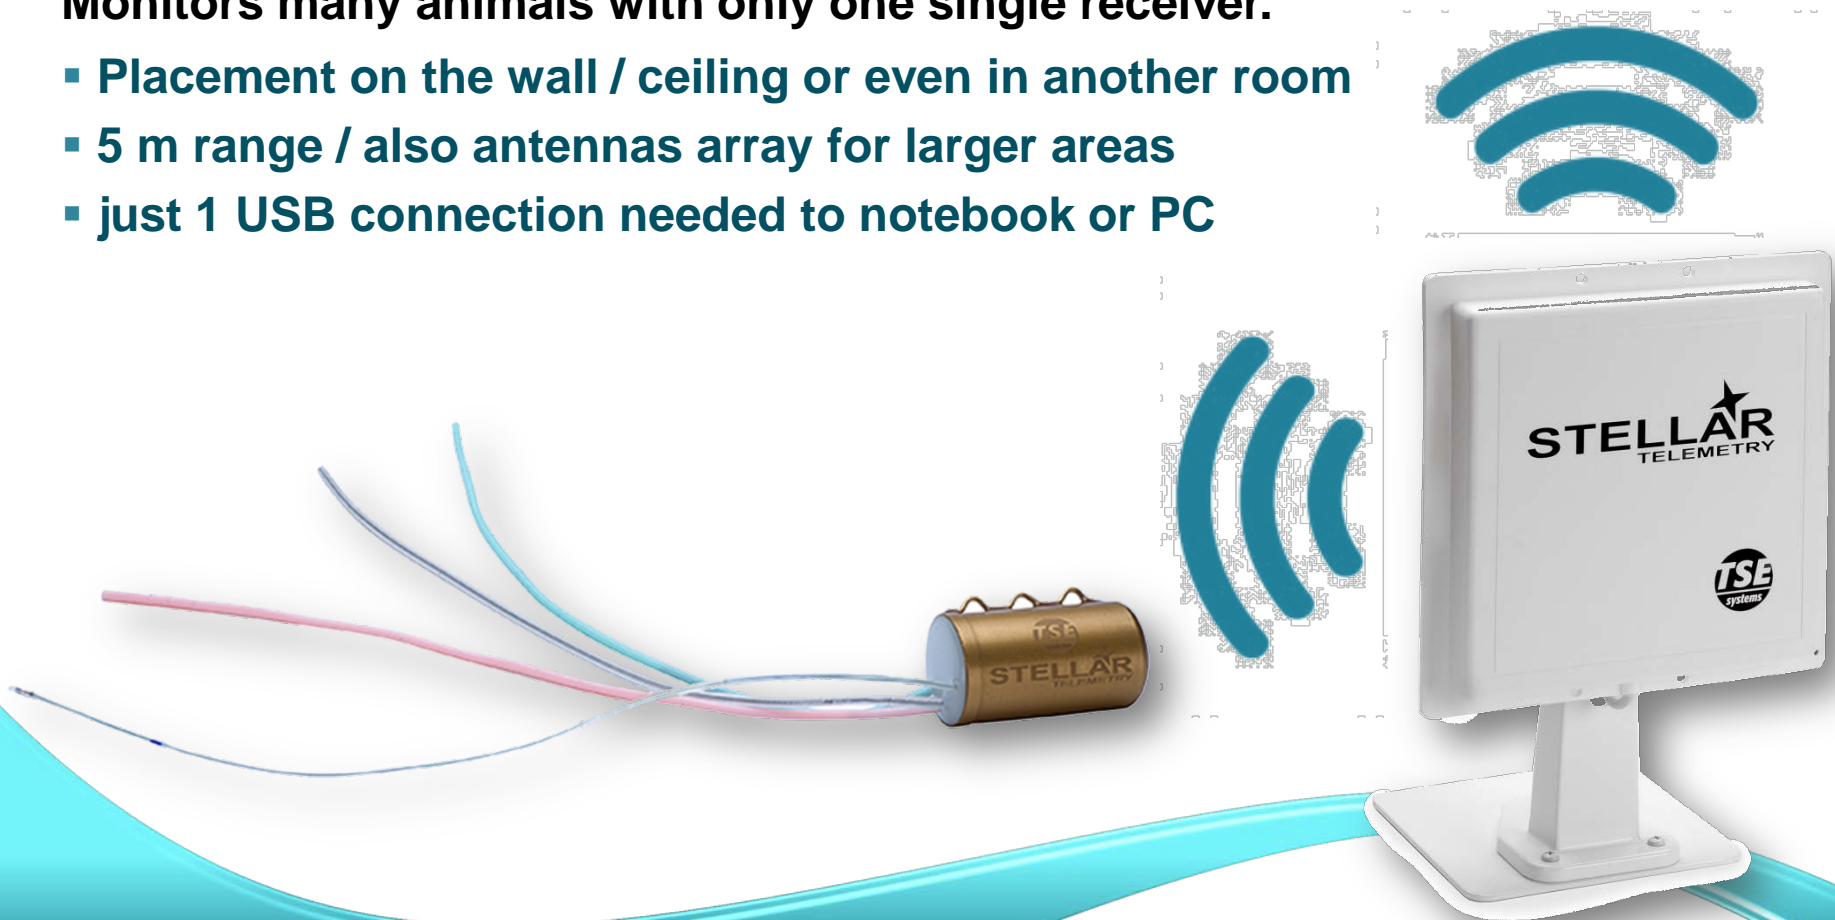 Monitors many animals with only one single receiver.
▪ Placement on the wall / ceiling or even in another room
▪ 5 m range / also antennas array for larger areas
▪ just 1 USB connection needed to notebook or PC
STELLAR
TELEMETRY
TSE
systems
TSE
STELLAR
TELEMETRY